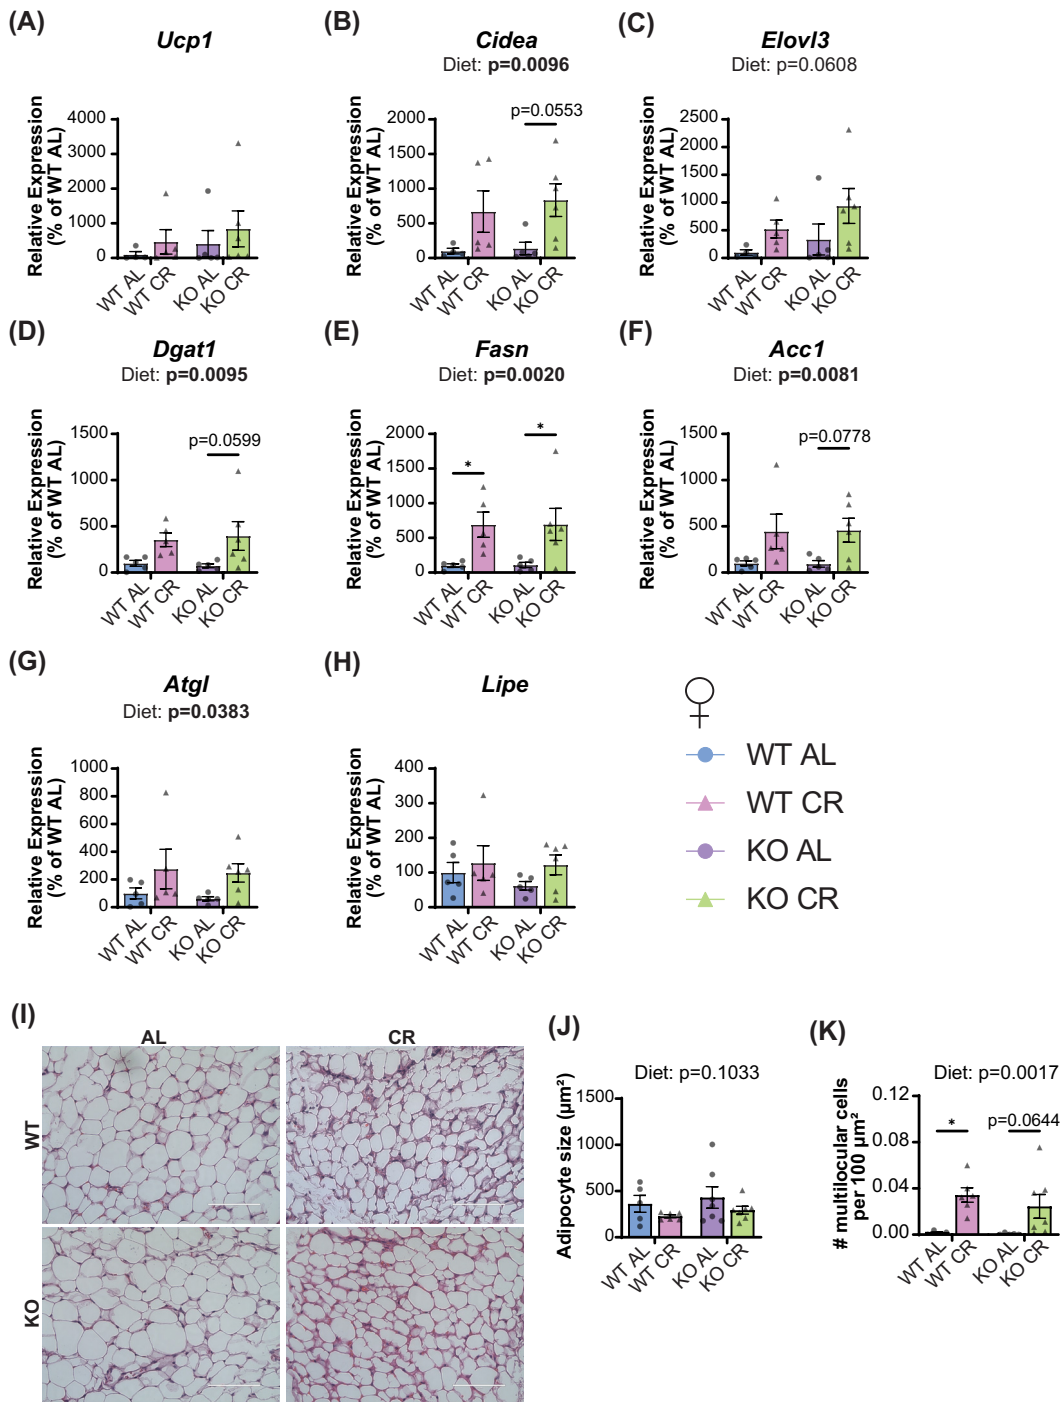 (A)
Ucp1
Relative Expression
(% of WT AL)
4000
3000
2000
1000
0
WT AL
WT CR
KO AL
KO CR
(B)
Cidea
Diet: p=0.0096
p=0.0553
Relative Expression
(% of WT AL)
2000
1500
1000
500
0
WT AL
WT CR
KO AL
KO CR
(C)
Elovl3
Diet: p=0.0608
Relative Expression
(% of WT AL)
2500
2000
1500
1000
500
0
WT AL
WT CR
KO AL
KO CR
(D)
Dgat1
Diet: p=0.0095
p=0.0599
Relative Expression
(% of WT AL)
1500
1000
500
0
WT AL
WT CR
KO AL
KO CR
(E)
Fasn
Diet: p=0.0020
*
*
Relative Expression
(% of WT AL)
2000
1500
1000
500
0
WT AL
WT CR
KO AL
KO CR
(F)
Acc1
Diet: p=0.0081
p=0.0778
Relative Expression
(% of WT AL)
1500
1000
500
0
WT AL
WT CR
KO AL
KO CR
(G)
Atgl
Diet: p=0.0383
Relative Expression
(% of WT AL)
1000
800
600
400
200
0
WT AL
WT CR
KO AL
KO CR
(H)
Lipe
Relative Expression
(% of WT AL)
400
300
200
100
0
WT AL
WT CR
KO AL
KO CR
♀
WT AL
WT CR
KO AL
KO CR
(I)
AL
CR
WT
KO
(J)
Diet: p=0.1033
Adipocyte size (µm²)
1500
1000
500
0
WT AL
WT CR
KO AL
KO CR
(K)
Diet: p=0.0017
*
p=0.0644
# multilocular cells
per 100 µm²
0.12
0.08
0.04
0.00
WT AL
WT CR
KO AL
KO CR